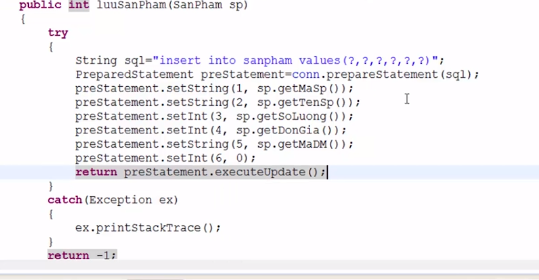 public int luuSanPham(SanPham sp)
{
try
{
String sql="insert into sanpham values(?,?,?,?,?,?)";
PreparedStatement preStatement=conn.prepareStatement(sql);
preStatement.setString(1, sp.getMaSp());
preStatement.setString(2, sp.getTenSp());
preStatement.setInt(3, sp.getSoLuong());
preStatement.setInt(4, sp.getDonGia());
preStatement.setString(5, sp.getMaDM());
preStatement.setInt(6, 0);
return preStatement.executeUpdate();
}
catch(Exception ex)
{
ex.printStackTrace();
}
return -1;